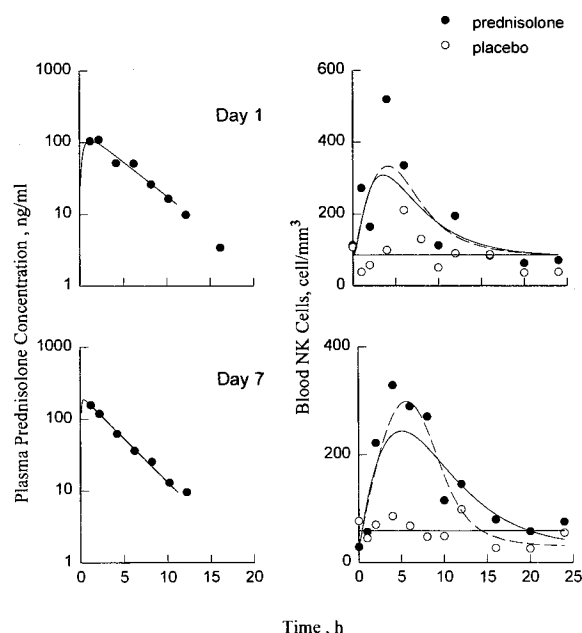 prednisolone
placebo
Plasma Prednisolone Concentration , ng/ml
1000
100
10
1
Day 1
1000
100
10
1
Day 7
0 5 10 15 20
Blood NK Cells, cell/mm³
600
400
200
0
400
200
0
0 5 10 15 20 25
Time , h